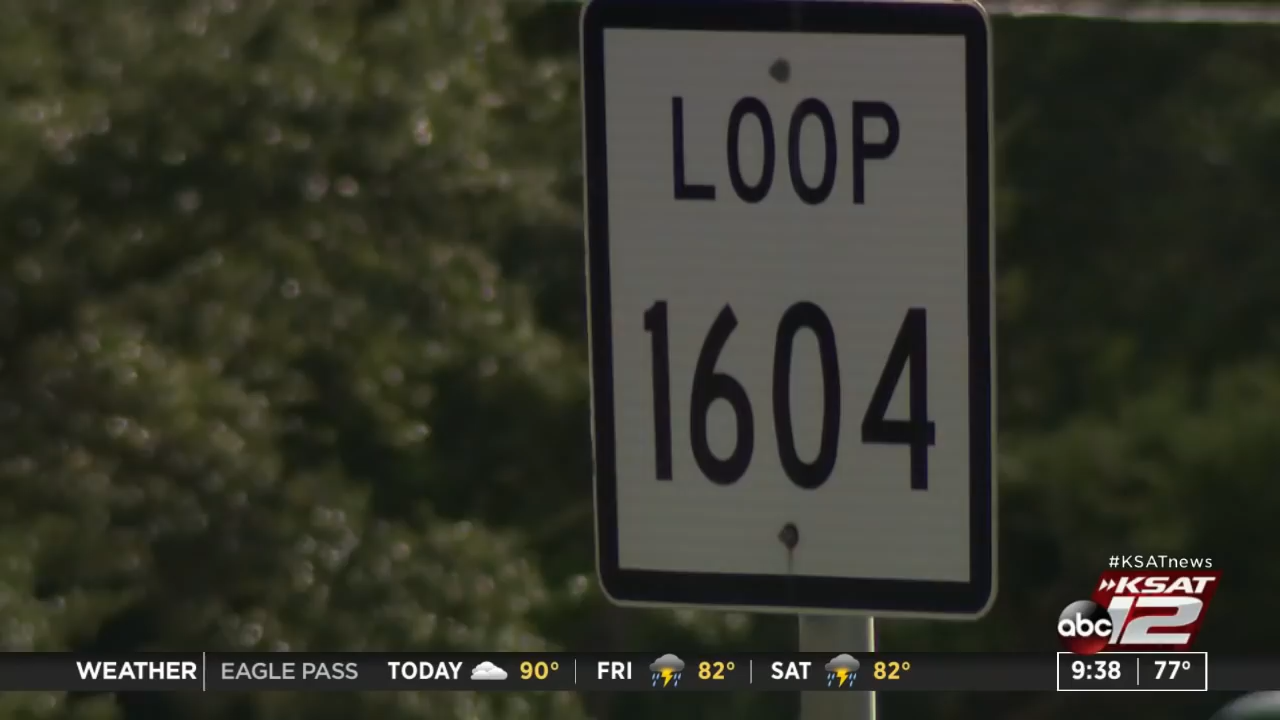 LOOP
1604
#KSATnews
KSAT
abc 12
WEATHER EAGLE PASS TODAY 90° FRI 82° SAT 82° 9:38 77°